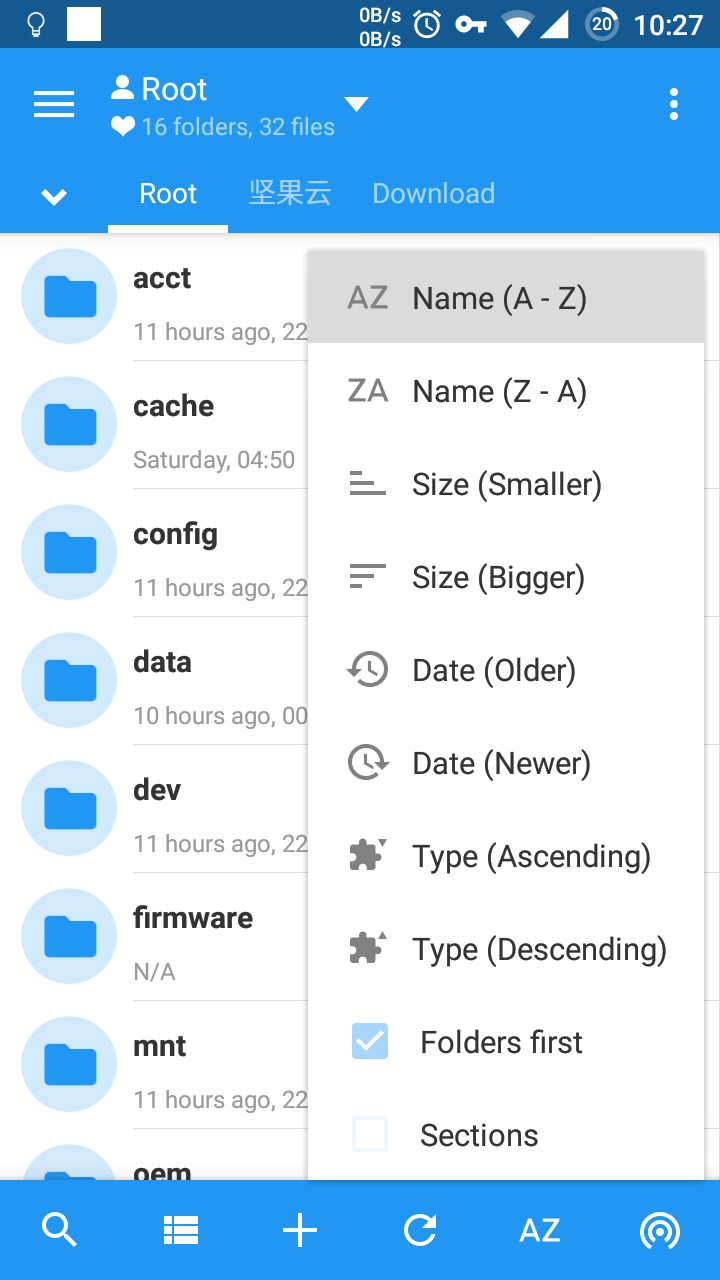 0B/s
0B/s
20
10:27
Root
16 folders, 32 files
Root
坚果云
Download
acct
11 hours ago, 22
cache
Saturday, 04:50
config
11 hours ago, 22
data
10 hours ago, 00
dev
11 hours ago, 22
firmware
N/A
mnt
11 hours ago, 22
oem
AZ Name (A - Z)
ZA Name (Z - A)
Size (Smaller)
Size (Bigger)
Date (Older)
Date (Newer)
Type (Ascending)
Type (Descending)
Folders first
Sections
AZ